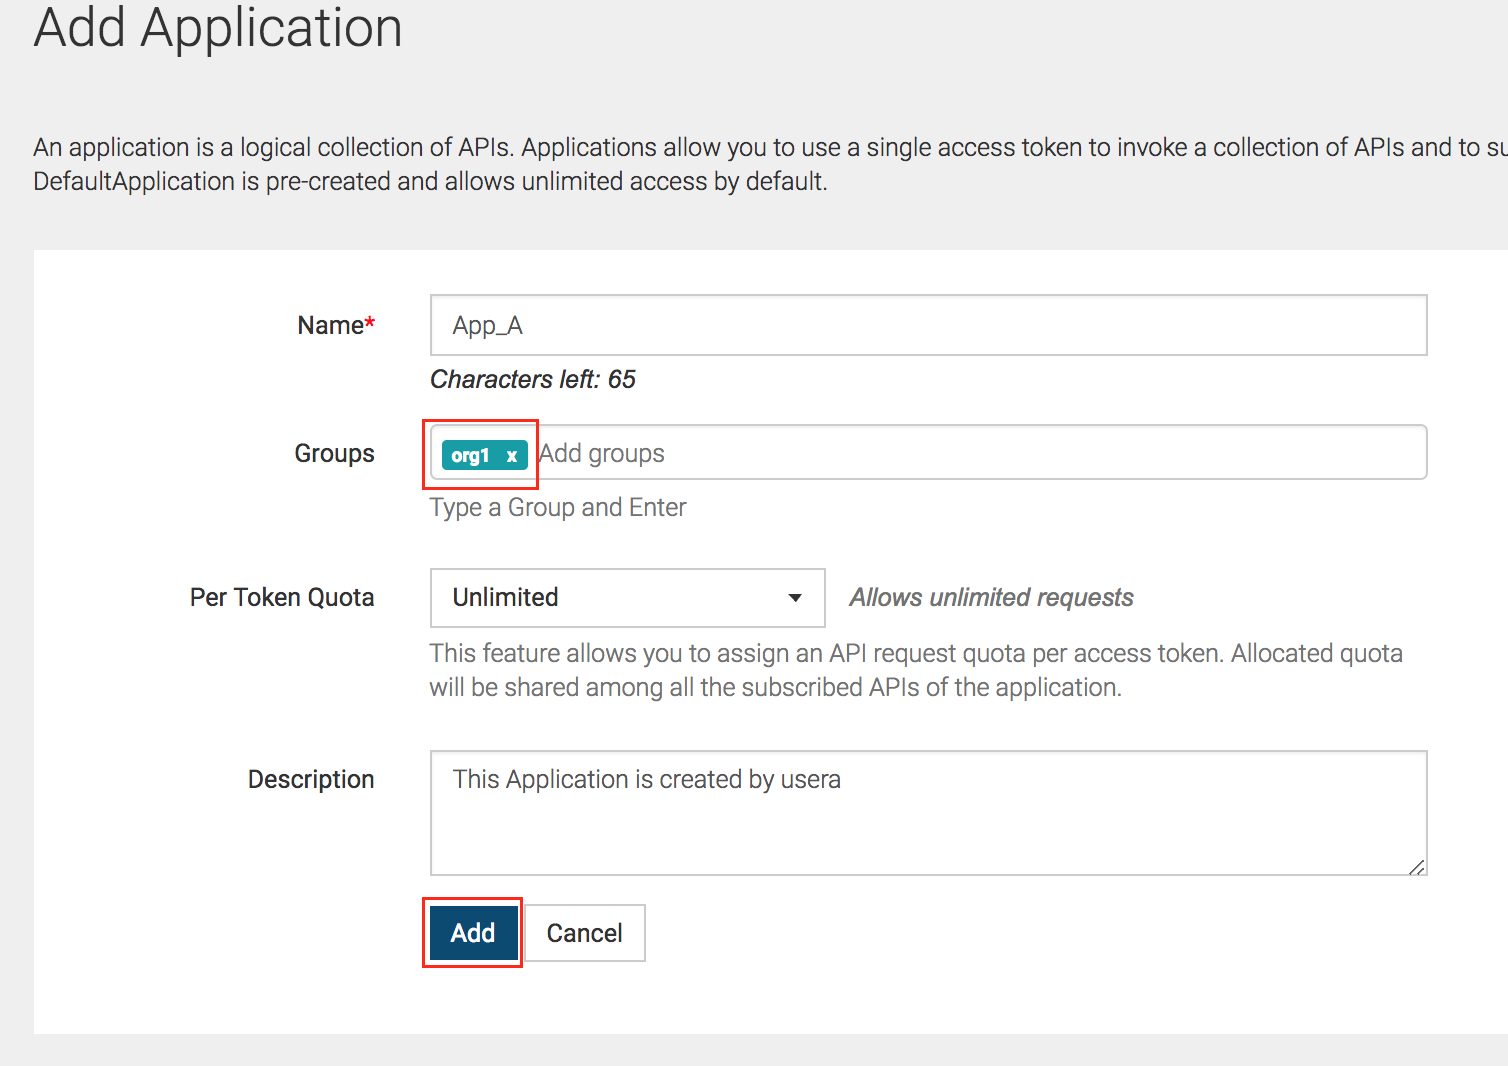 Add Application
An application is a logical collection of APIs. Applications allow you to use a single access token to invoke a collection of APIs and to
DefaultApplication is pre-created and allows unlimited access by default.
Name*
App_A
Characters left: 65
Groups
org1 x Add groups
Type a Group and Enter
Per Token Quota
Unlimited
Allows unlimited requests
This feature allows you to assign an API request quota per access token. Allocated quota
will be shared among all the subscribed APIs of the application.
Description
This Application is created by usera
Add
Cancel